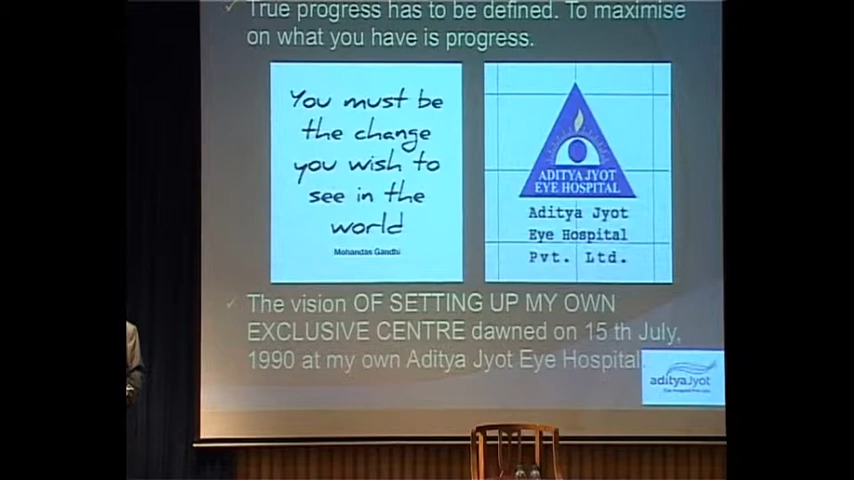 True progress has to be defined. To maximise
on what you have is progress.
You must be
the change
you wish to
see in the
world
Mohandas Gandhi
ADITYA JYOT
EYE HOSPITAL
Aditya Jyot
Eye Hospital
Pvt. Ltd.
The vision OF SETTING UP MY OWN
EXCLUSIVE CENTRE dawned on 15 th July,
1990 at my own Aditya Jyot Eye Hospital.
adityaJyot